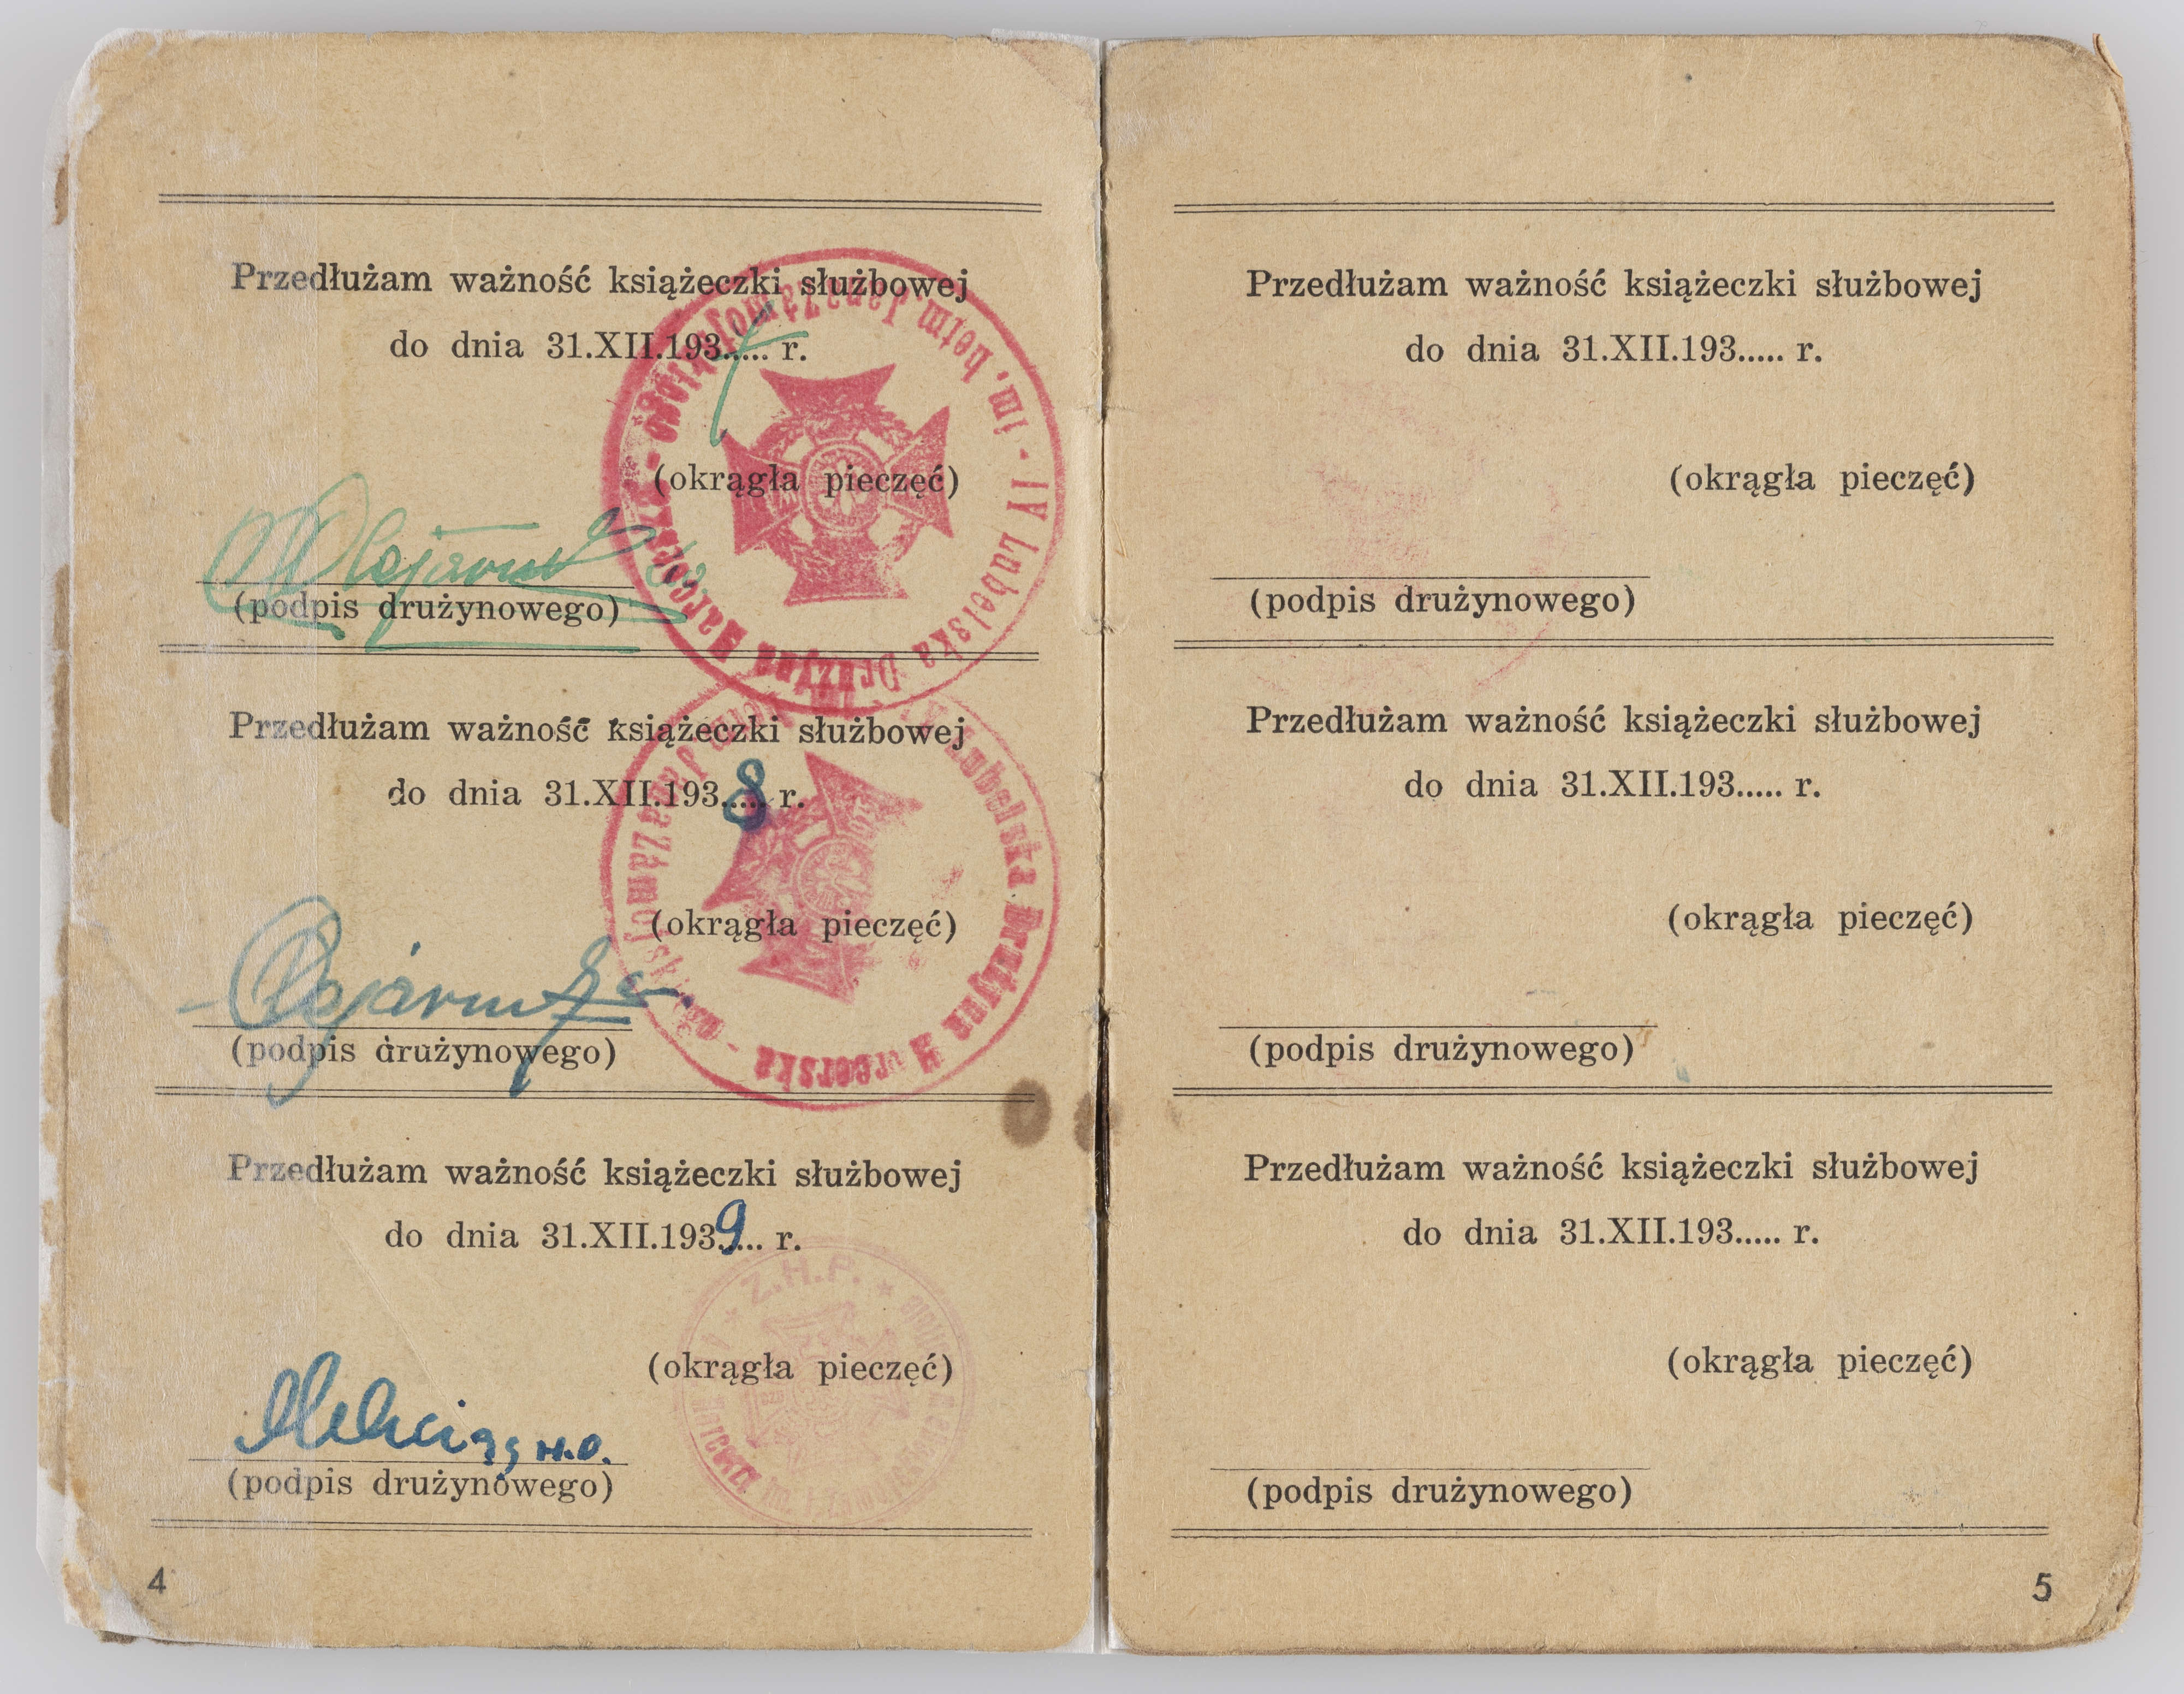 Przedłużam ważność książeczki służbowej
do dnia 31.XII.1937 r.
(okrągła pieczęć)
(podpis drużynowego)
IV Lubelska Drużyna Harcerska - im. hetm. Jana Zamojskiego -
Przedłużam ważność książeczki służbowej
do dnia 31.XII.1938 r.
(okrągła pieczęć)
(podpis drużynowego)
Lubelska Drużyna Harcerska - Jana Zamojskiego
Przedłużam ważność książeczki służbowej
do dnia 31.XII.1939 r.
Z.H.P.
(okrągła pieczęć)
(podpis drużynowego)
4
Przedłużam ważność książeczki służbowej
do dnia 31.XII.193..... r.
(okrągła pieczęć)
(podpis drużynowego)
Przedłużam ważność książeczki służbowej
do dnia 31.XII.193..... r.
(okrągła pieczęć)
(podpis drużynowego)
Przedłużam ważność książeczki służbowej
do dnia 31.XII.193..... r.
(okrągła pieczęć)
(podpis drużynowego)
5